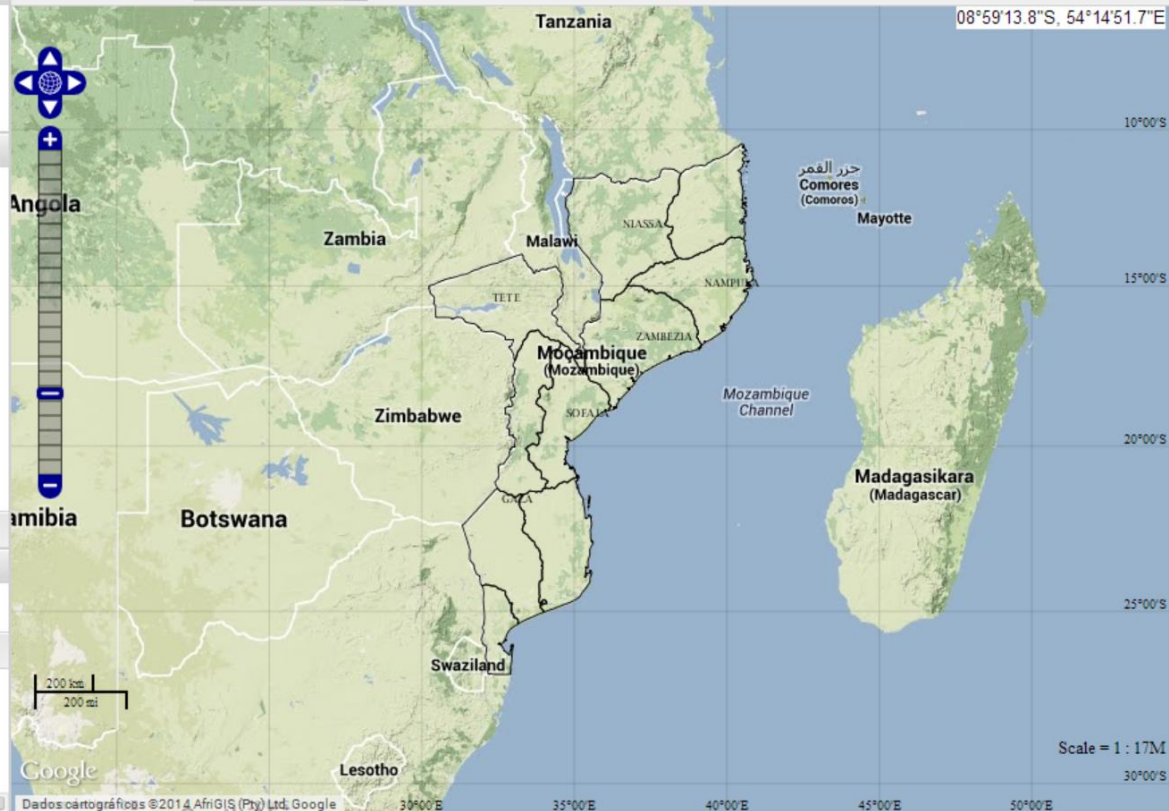 Tanzania
08°59'13.8"S, 54°14'51.7"E
10°00'S
جزر القمر
Comores
(Comoros)
Mayotte
Angola
Zambia
Malawi
NIASSA
15°00'S
TETE
NAMPULA
ZAMBEZIA
Moçambique
(Mozambique)
Mozambique
Channel
Zimbabwe
SOFALA
20°00'S
Madagasikara
(Madagascar)
GAZA
amibia
Botswana
25°00'S
Swaziland
200 km
200 mi
Scale = 1 : 17M
Google
Lesotho
30°00'S
Dados cartográficos ©2014 AfriGIS (Pty) Ltd, Google
30°00'E
35°00'E
40°00'E
45°00'E
50°00'E